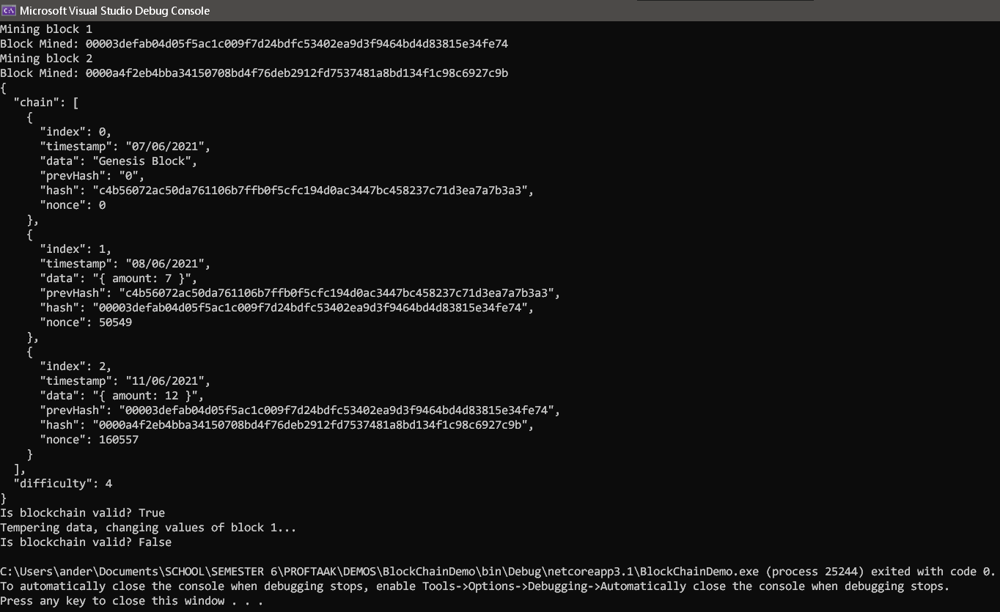 Microsoft Visual Studio Debug Console
Mining block 1
Block Mined: 00003defab04d05f5ac1c009f7d24bdfc53402ea9d3f9464bd4d83815e34fe74
Mining block 2
Block Mined: 0000a4f2eb4bba34150708bd4f76deb2912fd7537481a8bd134f1c98c6927c9b
{
  "chain": [
    {
      "index": 0,
      "timestamp": "07/06/2021",
      "data": "Genesis Block",
      "prevHash": "0",
      "hash": "c4b56072ac50da761106b7ffb0f5cfc194d0ac3447bc458237c71d3ea7a7b3a3",
      "nonce": 0
    },
    {
      "index": 1,
      "timestamp": "08/06/2021",
      "data": "{ amount: 7 }",
      "prevHash": "c4b56072ac50da761106b7ffb0f5cfc194d0ac3447bc458237c71d3ea7a7b3a3",
      "hash": "00003defab04d05f5ac1c009f7d24bdfc53402ea9d3f9464bd4d83815e34fe74",
      "nonce": 50549
    },
    {
      "index": 2,
      "timestamp": "11/06/2021",
      "data": "{ amount: 12 }",
      "prevHash": "00003defab04d05f5ac1c009f7d24bdfc53402ea9d3f9464bd4d83815e34fe74",
      "hash": "0000a4f2eb4bba34150708bd4f76deb2912fd7537481a8bd134f1c98c6927c9b",
      "nonce": 160557
    }
  ],
  "difficulty": 4
}
Is blockchain valid? True
Tempering data, changing values of block 1...
Is blockchain valid? False

C:\Users\ander\Documents\SCHOOL\SEMESTER 6\PROFTAAK\DEMOS\BlockChainDemo\bin\Debug\netcoreapp3.1\BlockChainDemo.exe (process 25244) exited with code 0.
To automatically close the console when debugging stops, enable Tools->Options->Debugging->Automatically close the console when debugging stops.
Press any key to close this window . . .